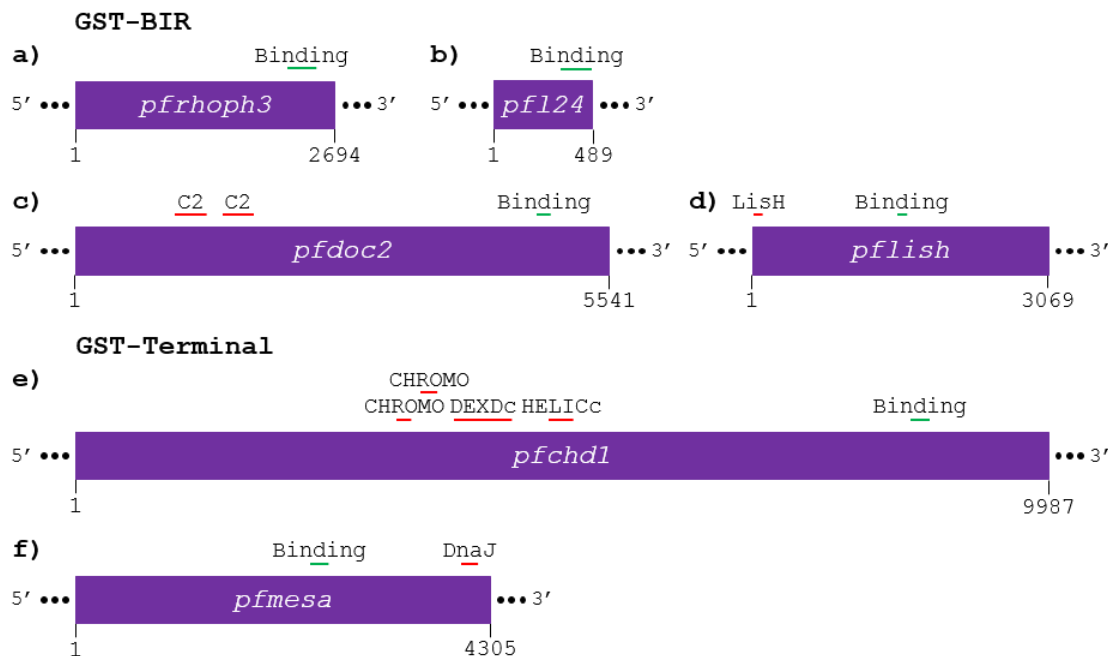 GST-BIR
a) Binding b) Binding
5’ ••• pfrhoph3 ••• 3’ 5’ ••• pfl24 ••• 3’
1 2694 1 489
c) C2 C2 Binding d) LisH Binding
5’ ••• pfdoc2 ••• 3’ 5’ ••• pflish ••• 3’
1 5541 1 3069
GST-Terminal
e)
CHROMO
CHROMO DEXDc HELICc Binding
5’ ••• pfchd1 ••• 3’
1 9987
f) Binding DnaJ
5’ ••• pfmesa ••• 3’
1 4305